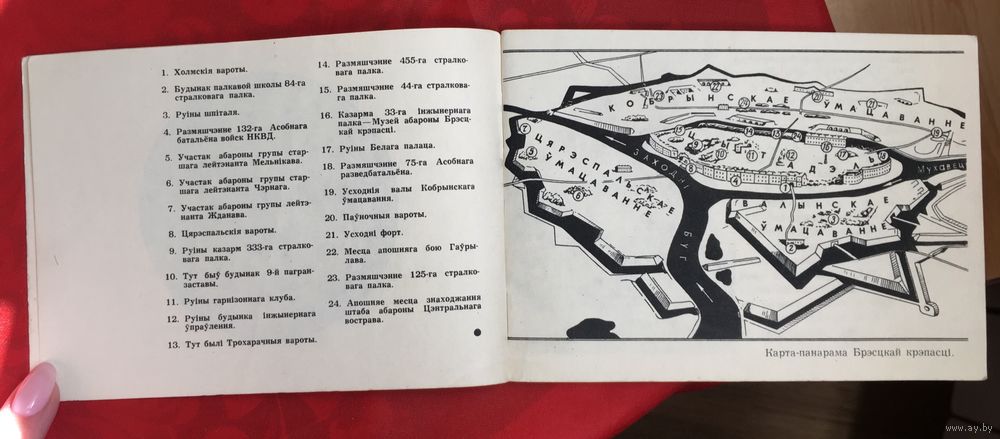 1. Холмскія вароты.
2. Будынак палкавой школы 84-га
стралковага палка.
3. Руіны шпіталя.
4. Размяшчэнне 132-га Асобнага
батальёна войск НКВД.
5. Участак абароны групы стар-
шага лейтэнанта Мельнікава.
6. Участак абароны групы стар-
шага лейтэнанта Чэрнага.
7. Участак абароны групы лейтэ-
нанта Жданава.
8. Цярэспальскія вароты.
9. Руіны казарм 333-га стралко-
вага палка.
10. Тут быў будынак 9-й пагран-
заставы.
11. Руіны гарнізоннага клуба.
12. Руіны будынка інжынернага
ўпраўлення.
13. Тут былі Трохарачныя вароты.
14. Размяшчэнне 455-га стралко-
вага палка.
15. Размяшчэнне 44-га стралкова-
га палка.
16. Казарма 33-га інжынернага
палка—Музей абароны Брэсц-
кай крэпасці.
17. Руіны Белага палаца.
18. Размяшчэнне 75-га Асобнага
разведбатальёна.
19. Усходнія валы Кобрынскага
ўмацавання.
20. Паўночныя вароты.
21. Усходні форт.
22. Месца апошняга бою Гаўры-
лава.
23. Размяшчэнне 125-га стралко-
вага палка.
24. Апошняе месца знаходжання
штаба абароны Цэнтральнага
вострава.
КОБРЫНСКАЕ ЎМАЦАВАННЕ
ЦЯРЭСПАЛЬСКАЕ
ЎМАЦАВАННЕ
ЗАХОДНІ БУГ
ЦЫТАДЭЛЬ
Мухавец
ВАЛЫНСКАЕ
ЎМАЦАВАННЕ
Карта-панарама Брэсцкай крэпасці.
www.ay.by